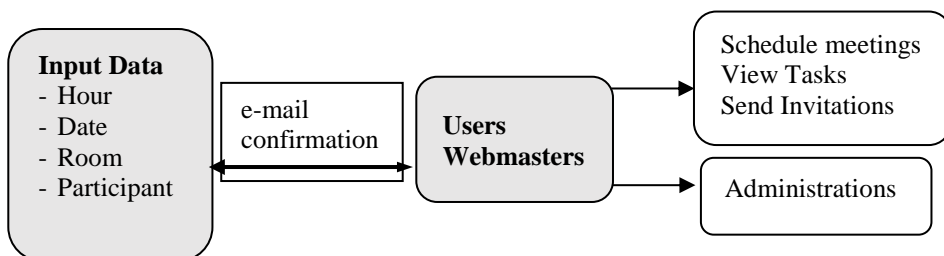 Input Data
- Hour
- Date
- Room
- Participant
e-mail
confirmation
Users
Webmasters
Schedule meetings
View Tasks
Send Invitations
Administrations